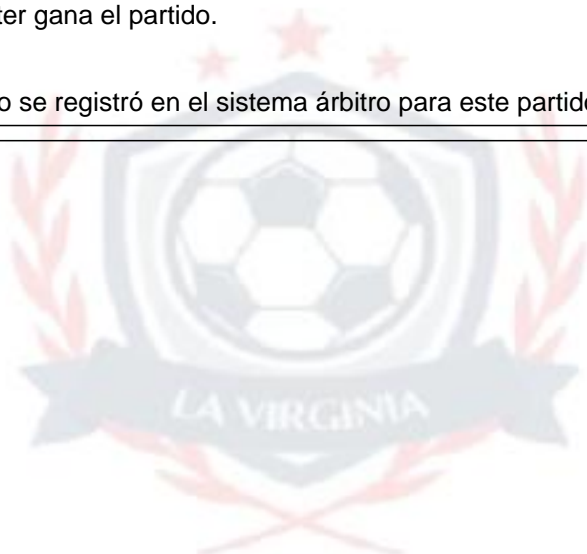 ter gana el partido.
o se registró en el sistema árbitro para este partido
LA VIRGINIA